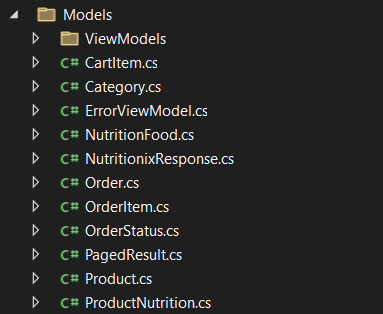 Models
ViewModels
C# CartItem.cs
C# Category.cs
C# ErrorViewModel.cs
C# NutritionFood.cs
C# NutritionixResponse.cs
C# Order.cs
C# OrderItem.cs
C# OrderStatus.cs
C# PagedResult.cs
C# Product.cs
C# ProductNutrition.cs